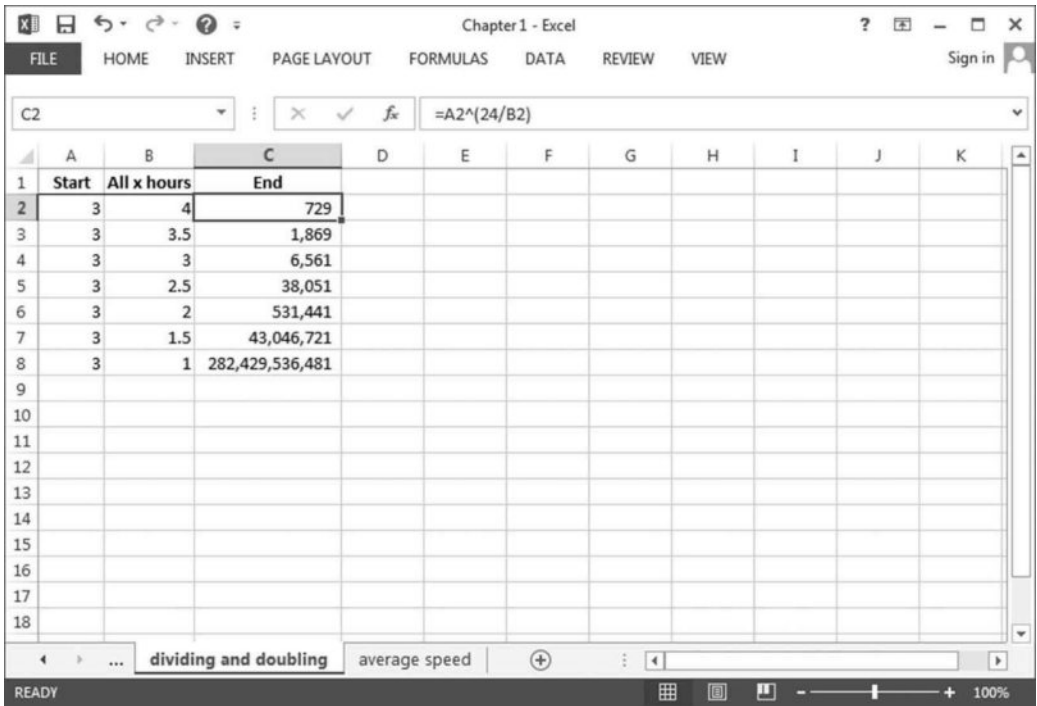 Chapter 1 - Excel
FILE HOME INSERT PAGE LAYOUT FORMULAS DATA REVIEW VIEW Sign in
C2 fx =A2^(24/B2)
A B C D E F G H I J K
1 Start All x hours End
2 3 4 729
3 3 3.5 1,869
4 3 3 6,561
5 3 2.5 38,051
6 3 2 531,441
7 3 1.5 43,046,721
8 3 1 282,429,536,481
9
10
11
12
13
14
15
16
17
18
... dividing and doubling average speed
READY 100%